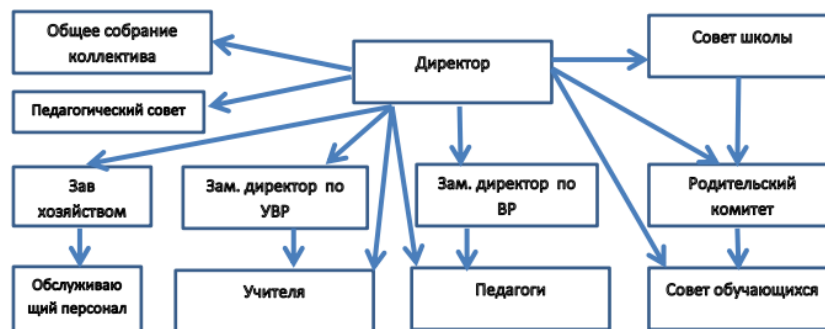 Общее собрание
коллектива
Директор
Совет школы
Педагогический совет
Зав
хозяйством
Зам. директор по
УВР
Зам. директор по
ВР
Родительский
комитет
Обслуживаю
щий персонал
Учителя
Педагоги
Совет обучающихся